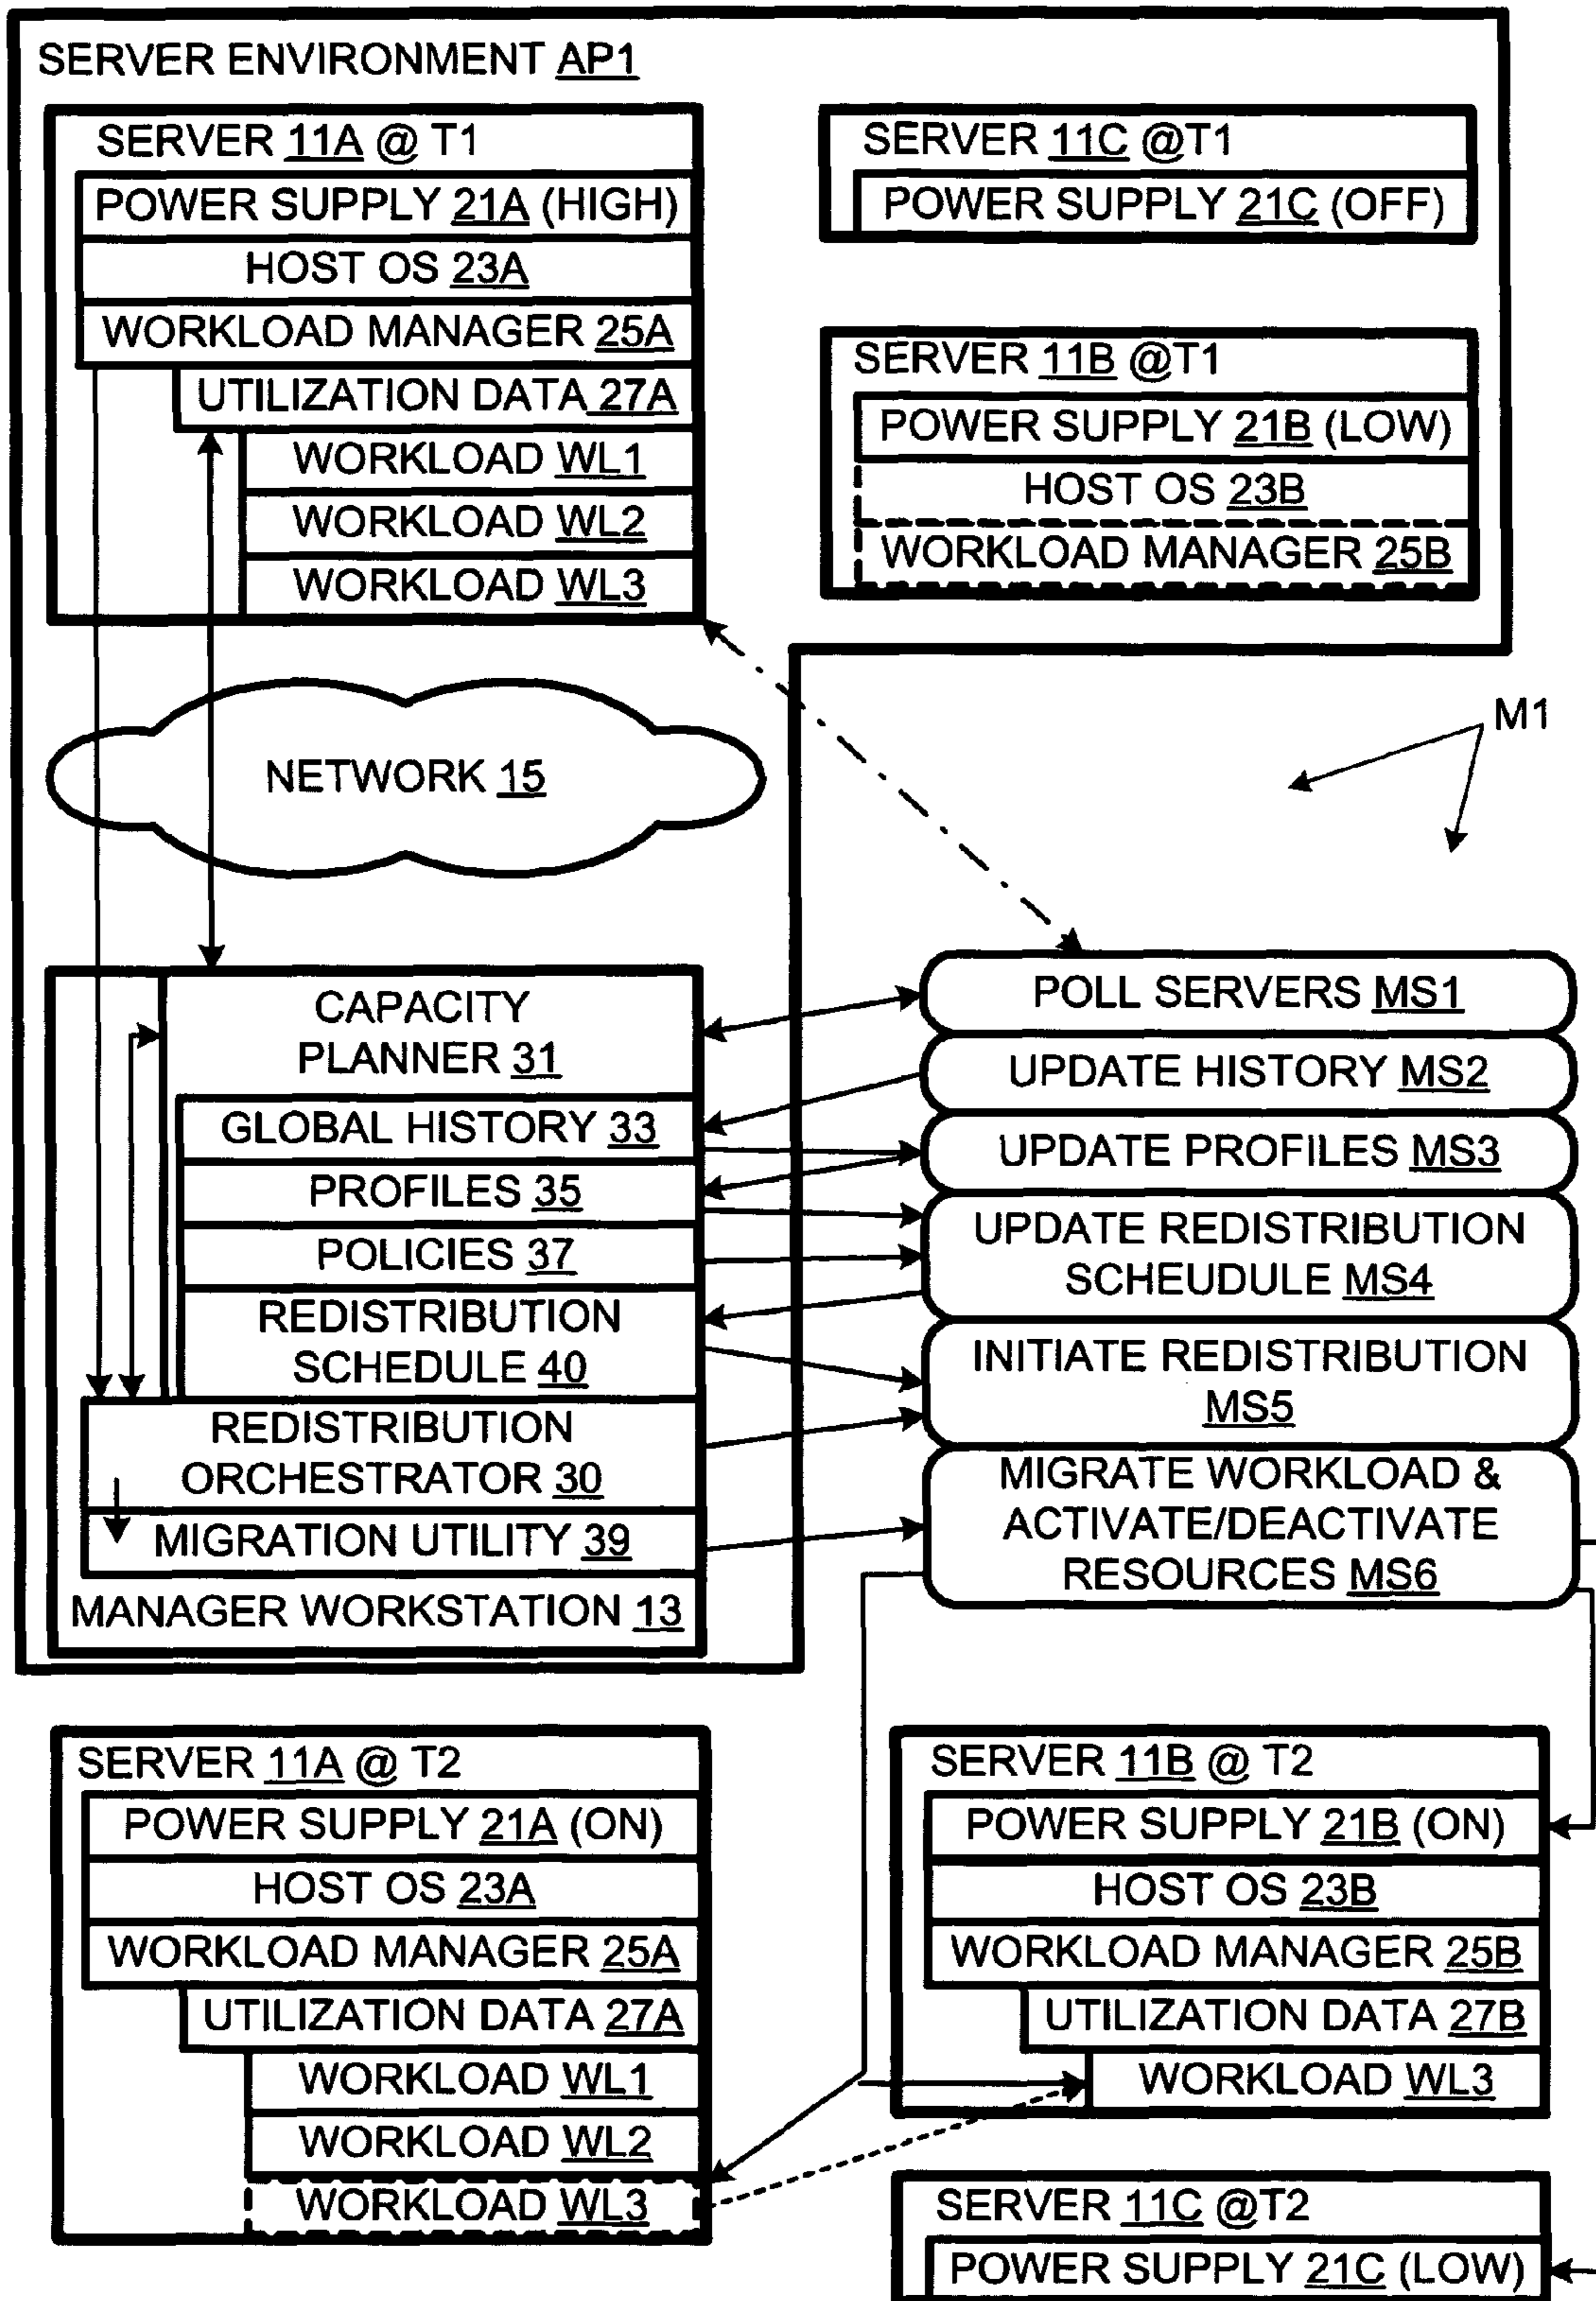 SERVER ENVIRONMENT AP1
SERVER 11A @ T1
POWER SUPPLY 21A (HIGH)
HOST OS 23A
WORKLOAD MANAGER 25A
UTILIZATION DATA 27A
WORKLOAD WL1
WORKLOAD WL2
WORKLOAD WL3
SERVER 11C @T1
POWER SUPPLY 21C (OFF)
SERVER 11B @T1
POWER SUPPLY 21B (LOW)
HOST OS 23B
WORKLOAD MANAGER 25B
M1
NETWORK 15
CAPACITY
PLANNER 31
GLOBAL HISTORY 33
PROFILES 35
POLICIES 37
REDISTRIBUTION
SCHEDULE 40
REDISTRIBUTION
ORCHESTRATOR 30
MIGRATION UTILITY 39
MANAGER WORKSTATION 13
POLL SERVERS MS1
UPDATE HISTORY MS2
UPDATE PROFILES MS3
UPDATE REDISTRIBUTION
SCHEUDULE MS4
INITIATE REDISTRIBUTION
MS5
MIGRATE WORKLOAD &
ACTIVATE/DEACTIVATE
RESOURCES MS6
SERVER 11A @ T2
POWER SUPPLY 21A (ON)
HOST OS 23A
WORKLOAD MANAGER 25A
UTILIZATION DATA 27A
WORKLOAD WL1
WORKLOAD WL2
WORKLOAD WL3
SERVER 11B @ T2
POWER SUPPLY 21B (ON)
HOST OS 23B
WORKLOAD MANAGER 25B
UTILIZATION DATA 27B
WORKLOAD WL3
SERVER 11C @T2
POWER SUPPLY 21C (LOW)